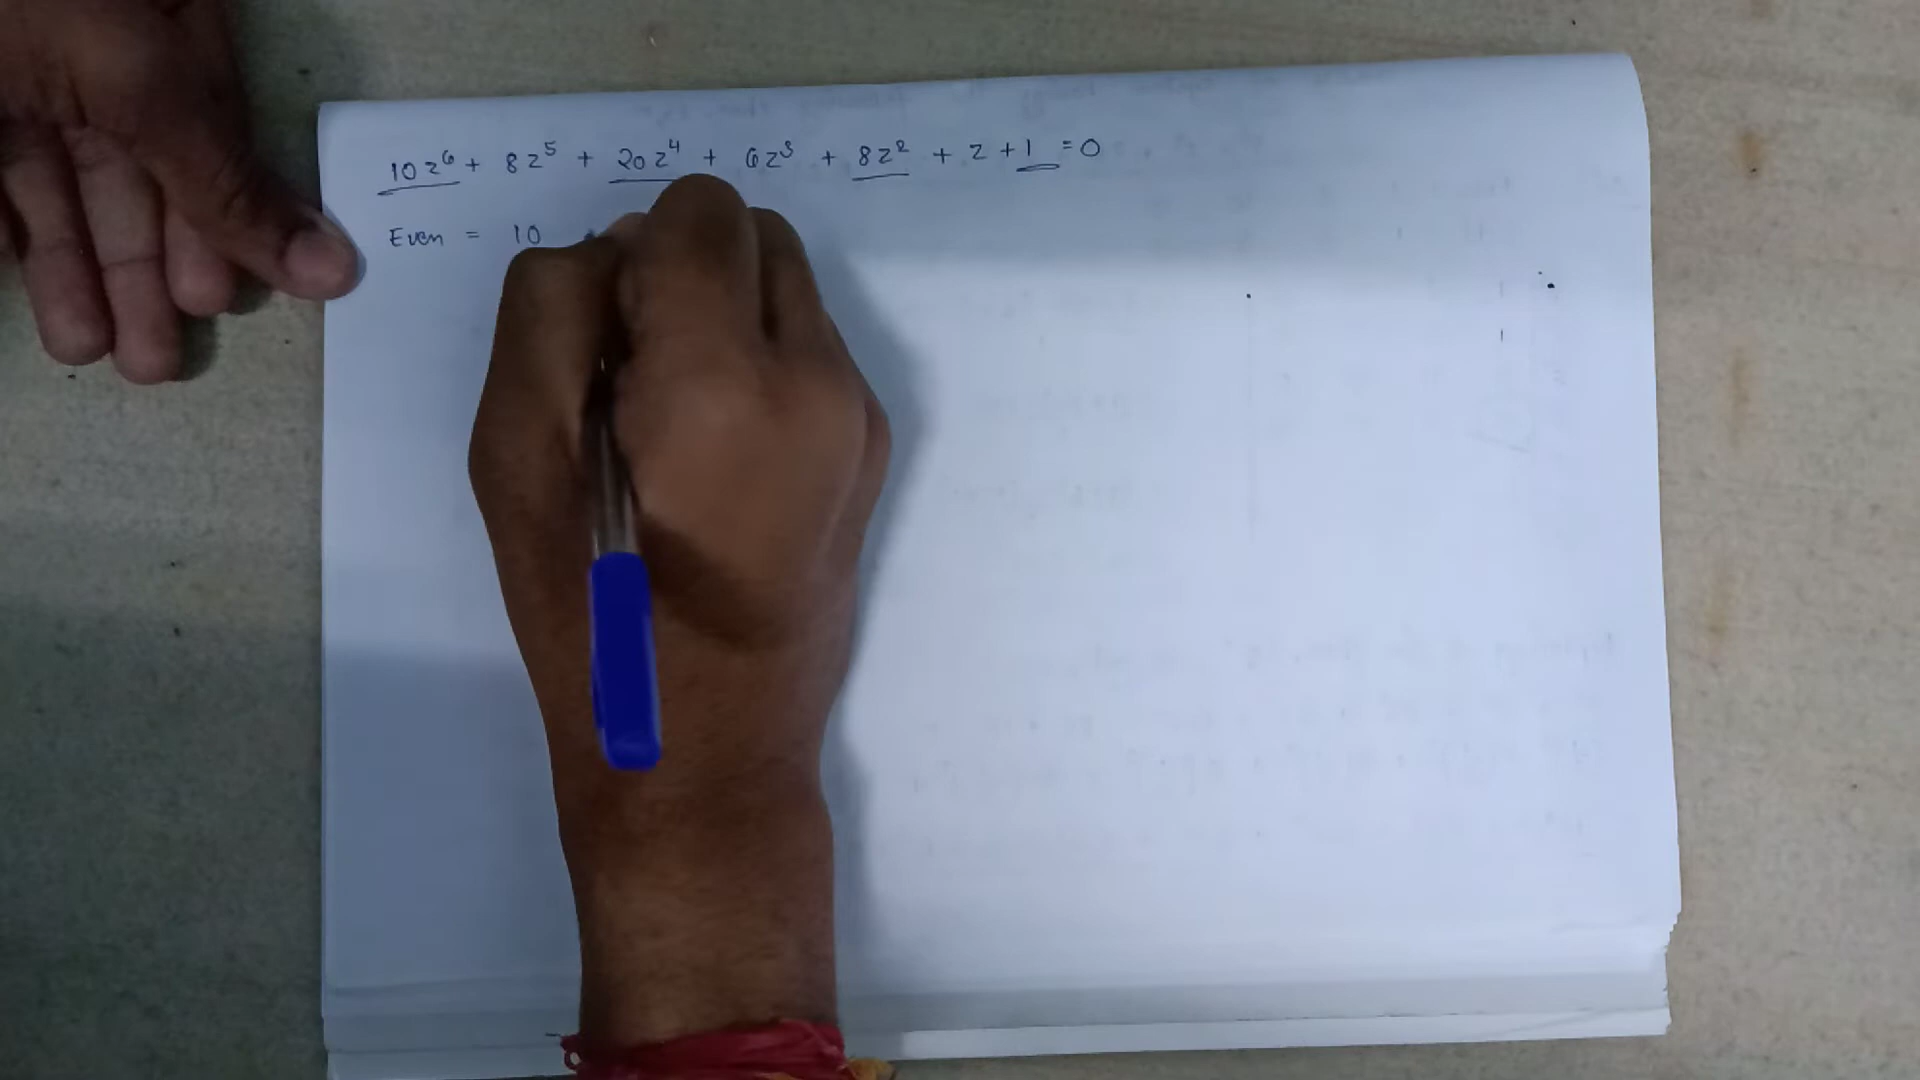 10z⁶ + 8z⁵ + 20z⁴ + 6z³ + 8z² + z + 1 = 0
Even = 10